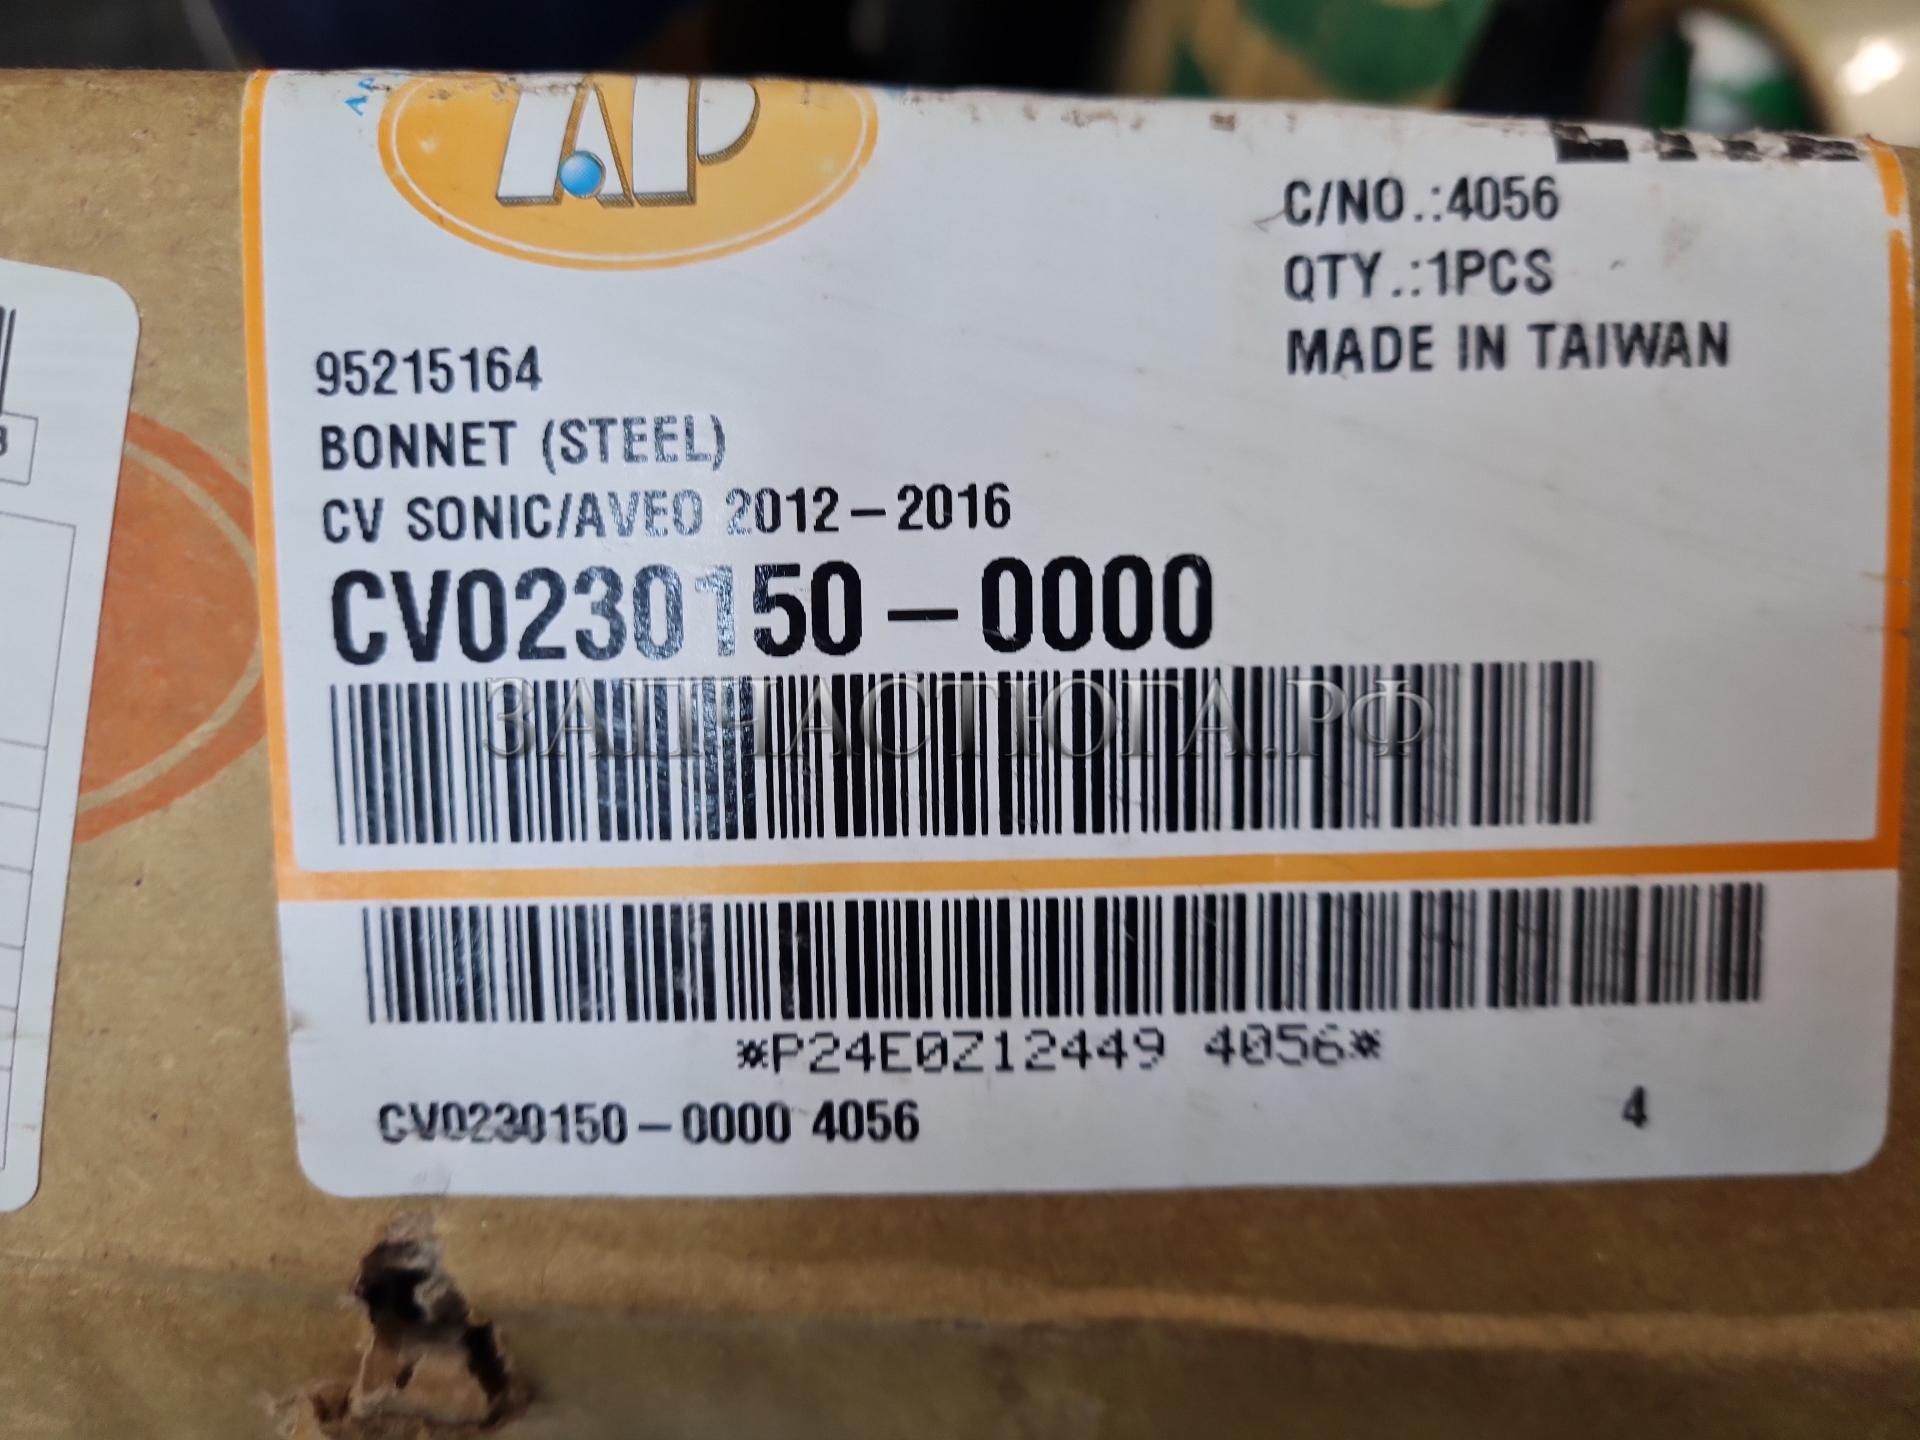 AP
C/NO.:4056
QTY.:1PCS
MADE IN TAIWAN
95215164
BONNET (STEEL)
CV SONIC/AVEO 2012-2016
CV0230150-0000
ЗАПЧАСТЮГА.РФ
*P24E0Z12449 4056*
CV0230150-0000 4056
4